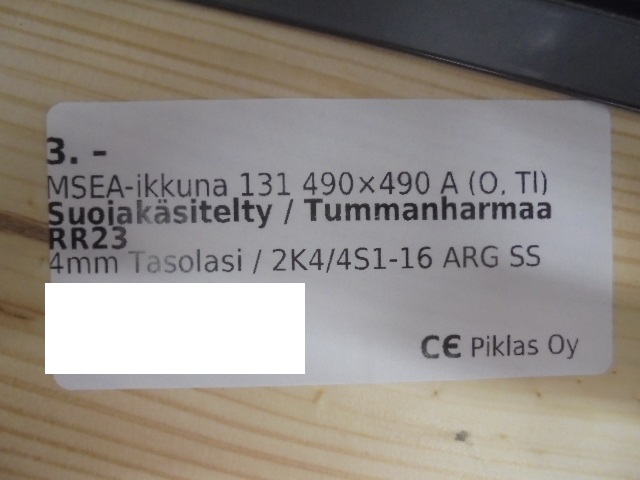 3. -
MSEA-ikkuna 131 490×490 A (O, TI)
Suojakäsitelty / Tummanharmaa
RR23
4mm Tasolasi / 2K4/4S1-16 ARG SS
CE Piklas Oy